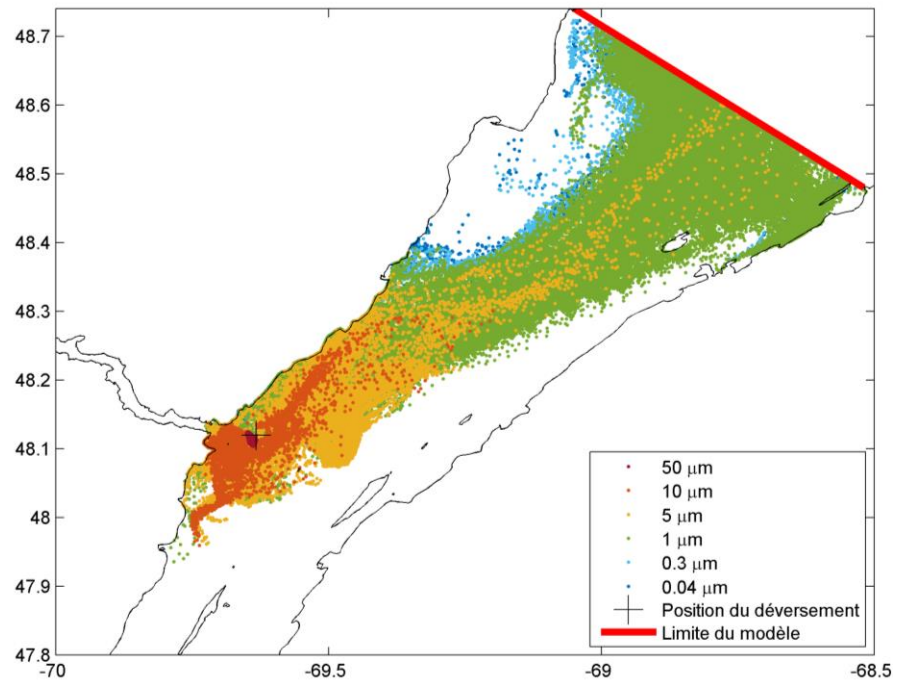 48.7
48.6
48.5
48.4
48.3
48.2
48.1
48
47.9
47.8
-70
-69.5
-69
-68.5
50 μm
10 μm
5 μm
1 μm
0.3 μm
0.04 μm
Position du déversement
Limite du modèle